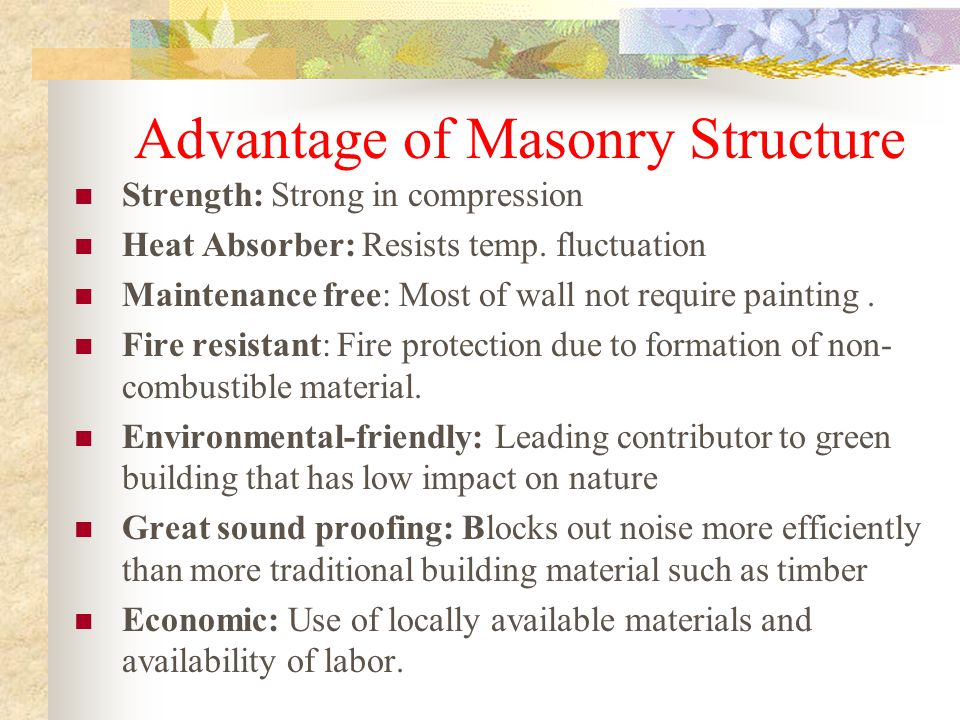 Advantage of Masonry Structure
Strength: Strong in compression
Heat Absorber: Resists temp. fluctuation
Maintenance free: Most of wall not require painting .
Fire resistant: Fire protection due to formation of non-
combustible material.
Environmental-friendly: Leading contributor to green
building that has low impact on nature
Great sound proofing: Blocks out noise more efficiently
than more traditional building material such as timber
Economic: Use of locally available materials and
availability of labor.